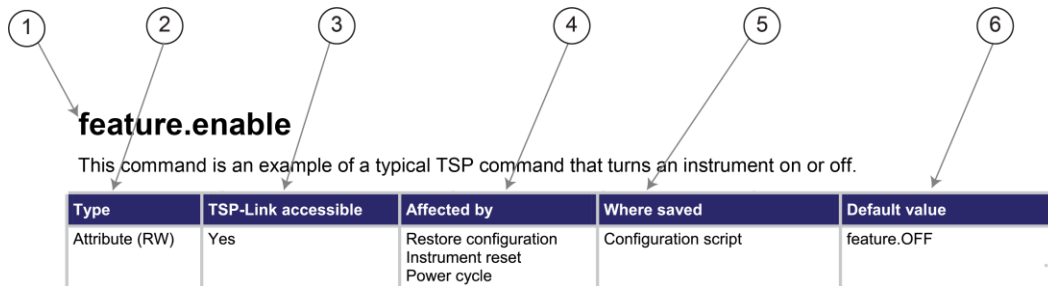 1 2 3 4 5 6
feature.enable
This command is an example of a typical TSP command that turns an instrument on or off.
Type TSP-Link accessible Affected by Where saved Default value
Attribute (RW) Yes Restore configuration Configuration script feature.OFF
Instrument reset
Power cycle